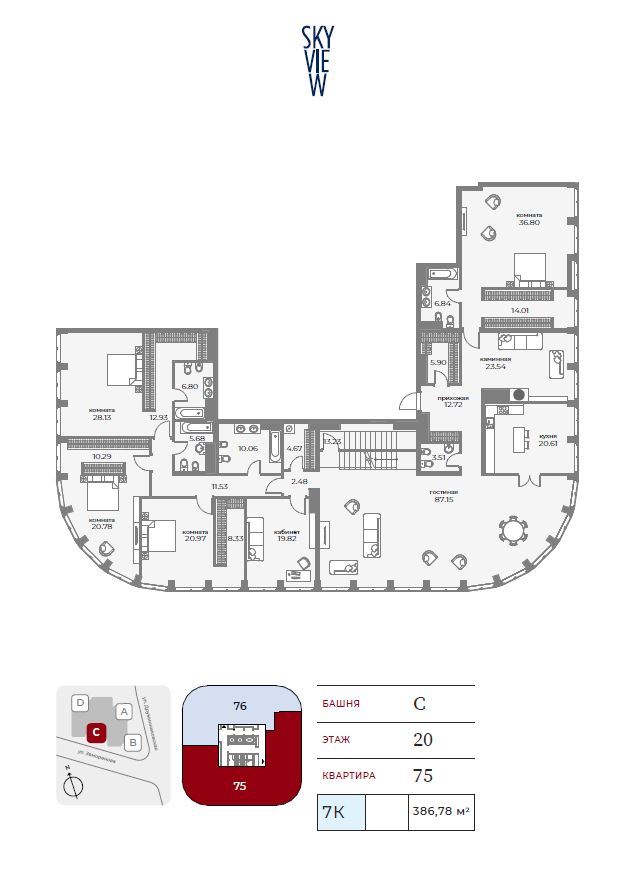 SKY
VIE
W
комната
36.80
6.84
14.01
каминная
23.54
5.90
прихожая
12.72
6.80
комната
28.13
12.93
кухня
20.61
5.68
10.06
4.67
13.23
3.51
10.29
2.48
11.53
гостиная
87.15
комната
20.78
комната
20.97
8.33
кабинет
19.82
D
A
C
B
ул. Дружинниковская
ул. Заморенова
N
76
75
БАШНЯ C
ЭТАЖ 20
КВАРТИРА 75
7К 386,78 м²